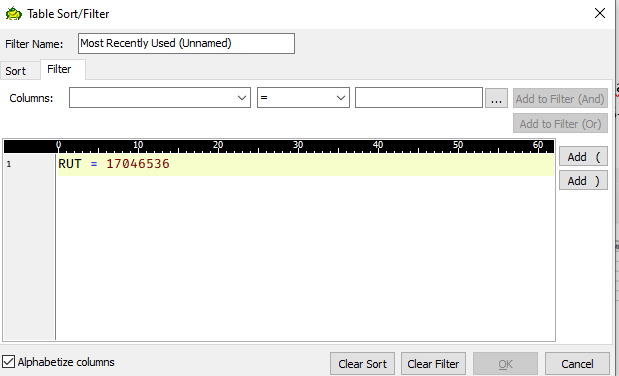 Table Sort/Filter
Filter Name: Most Recently Used (Unnamed)
Sort Filter
Columns: = ... Add to Filter (And)
Add to Filter (Or)
0 10 20 30 40 50 60
1 RUT = 17046536
Add (
Add )
Alphabetize columns Clear Sort Clear Filter OK Cancel